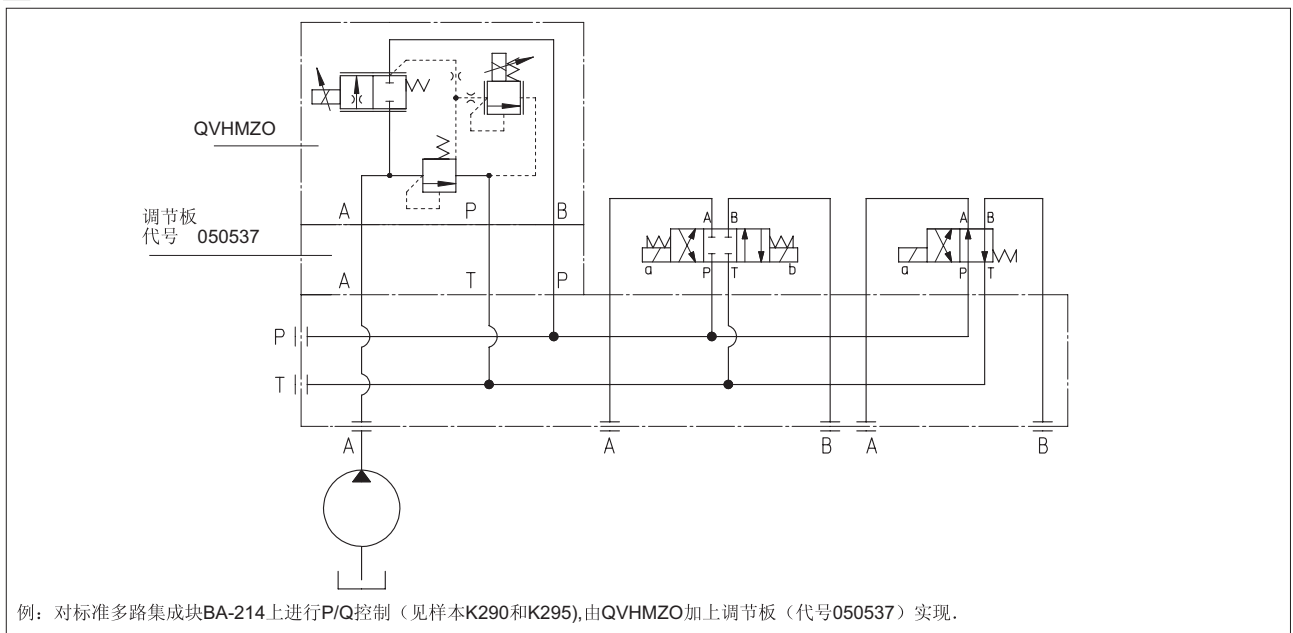 QVHMZO
调节板
代号 050537
A P B
A T P
A B
a P T b
A B
a P T
P
T
A A B A B
例：对标准多路集成块BA-214上进行P/Q控制（见样本K290和K295),由QVHMZO加上调节板（代号050537）实现.